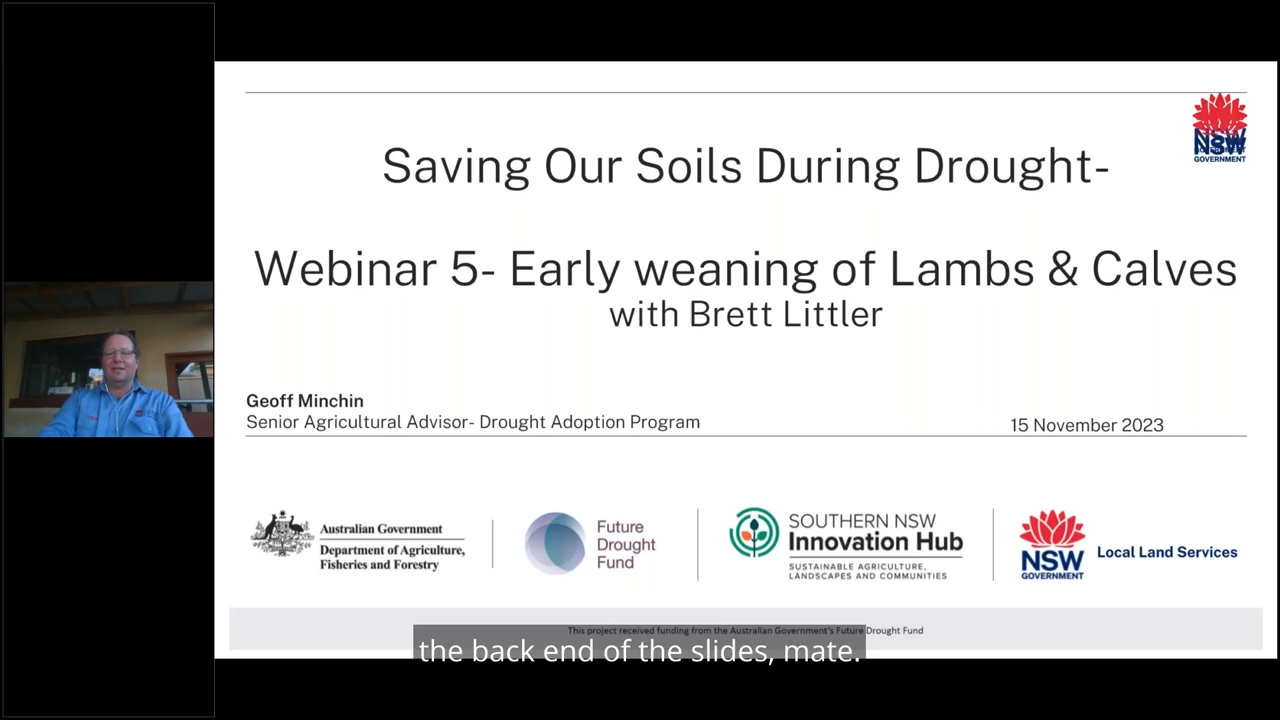 Saving Our Soils During Drought-
NSW
GOVERNMENT
Webinar 5- Early weaning of Lambs & Calves
with Brett Littler
Geoff Minchin
Senior Agricultural Advisor- Drought Adoption Program
15 November 2023
Australian Government
Department of Agriculture,
Fisheries and Forestry
Future
Drought
Fund
SOUTHERN NSW
Innovation Hub
SUSTAINABLE AGRICULTURE,
LANDSCAPES AND COMMUNITIES
NSW
GOVERNMENT
Local Land Services
This project received funding from the Australian Government's Future Drought Fund
the back end of the slides, mate.